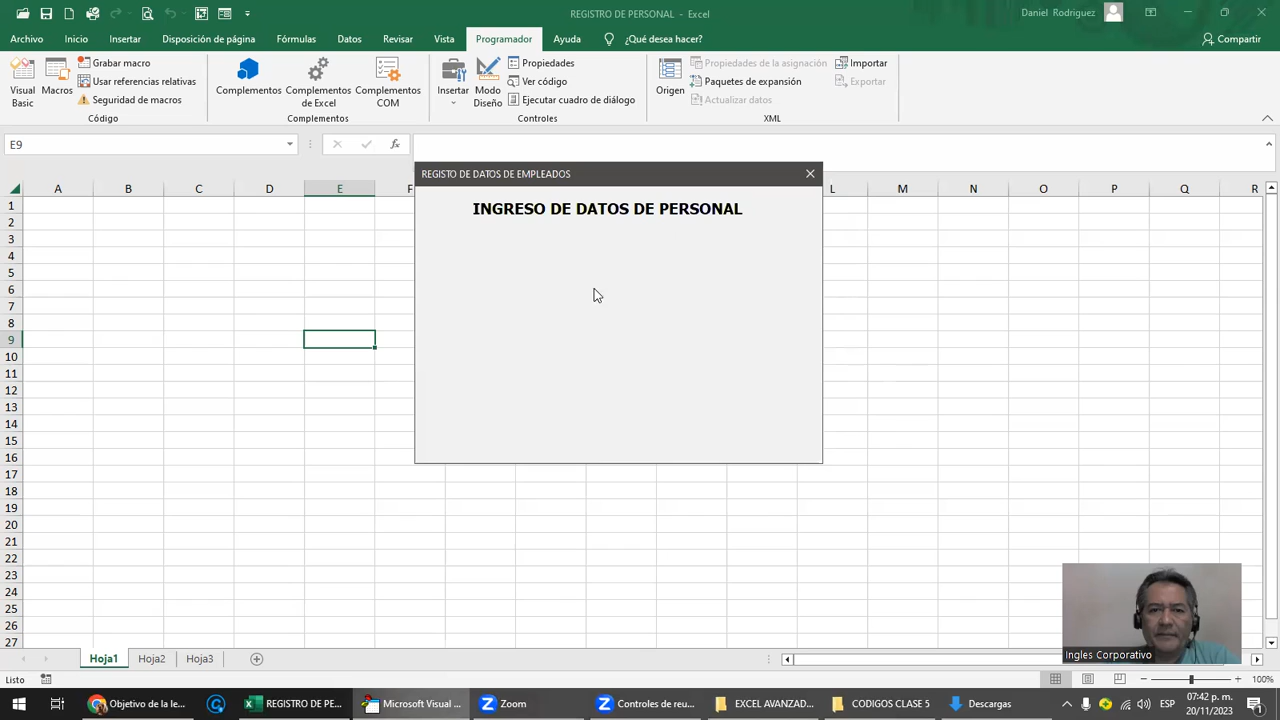 REGISTRO DE PERSONAL - Excel
Daniel Rodriguez
Archivo Inicio Insertar Disposición de página Fórmulas Datos Revisar Vista Programador Ayuda ¿Qué desea hacer? Compartir
Grabar macro
Usar referencias relativas
Seguridad de macros
Visual Basic
Macros
Código
Complementos
Complementos de Excel
Complementos COM
Complementos
Insertar
Modo Diseño
Propiedades
Ver código
Ejecutar cuadro de diálogo
Controles
Origen
Propiedades de la asignación
Paquetes de expansión
Actualizar datos
Importar
Exportar
XML
E9
fx
REGISTO DE DATOS DE EMPLEADOS
INGRESO DE DATOS DE PERSONAL
A B C D E F L M N O P Q R
1
2
3
4
5
6
7
8
9
10
11
12
13
14
15
16
17
18
19
20
21
22
23
24
25
26
27
Ingles Corporativo
Hoja1 Hoja2 Hoja3
Listo
100%
Objetivo de la le...
REGISTRO DE PE...
Microsoft Visual ...
Zoom
Controles de reu...
EXCEL AVANZAD...
CODIGOS CLASE 5
Descargas
ESP
07:42 p. m.
20/11/2023